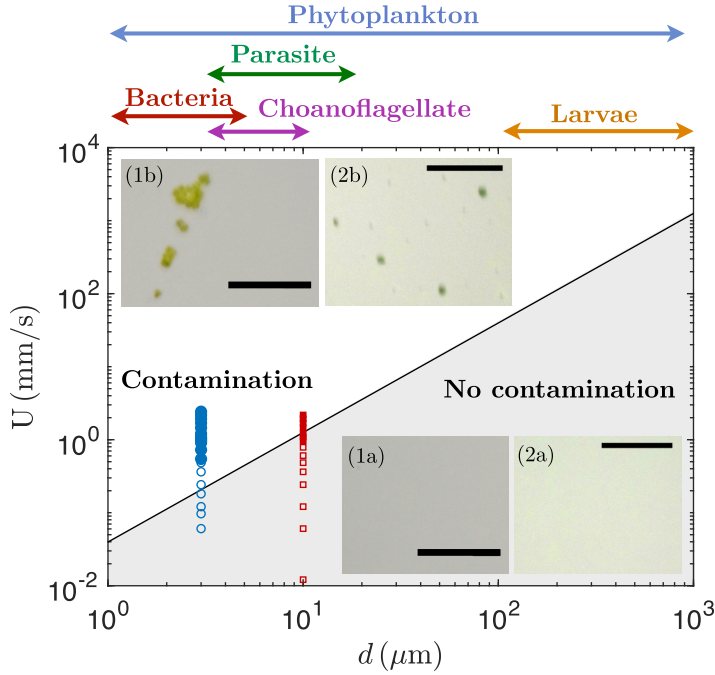 Phytoplankton
Parasite
Bacteria
Choanoflagellate
Larvae
10^4
(1b)
(2b)
10^2
Contamination
No contamination
U (mm/s)
10^0
(1a)
(2a)
10^-2
10^0
10^1
10^2
10^3
d (μm)